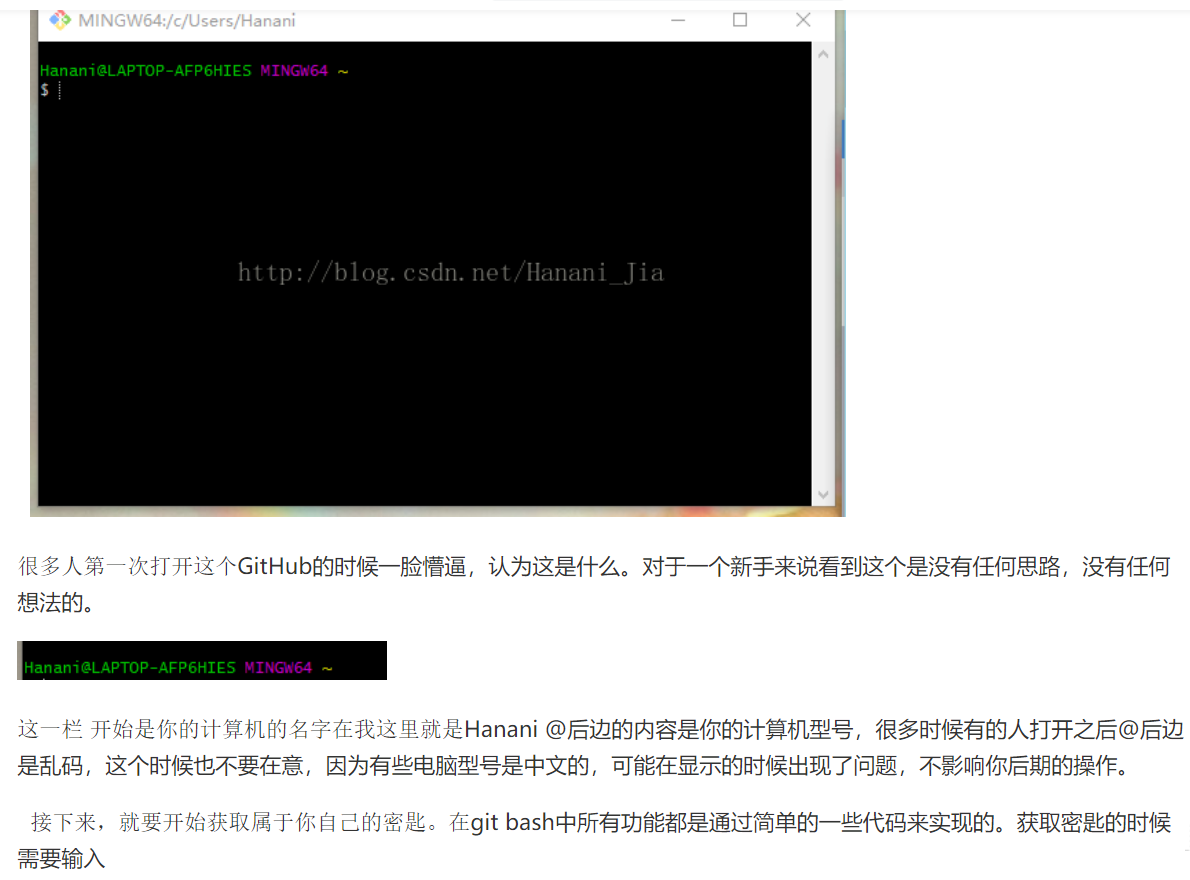 MINGW64:/c/Users/Hanani
Hanani@LAPTOP-AFP6HIES MINGW64 ~
$
http://blog.csdn.net/Hanani_Jia
很多人第一次打开这个GitHub的时候一脸懵逼，认为这是什么。对于一个新手来说看到这个是没有任何思路，没有任何
想法的。
Hanani@LAPTOP-AFP6HIES MINGW64 ~
这一栏 开始是你的计算机的名字在我这里就是Hanani @后边的内容是你的计算机型号，很多时候有的人打开之后@后边
是乱码，这个时候也不要在意，因为有些电脑型号是中文的，可能在显示的时候出现了问题，不影响你后期的操作。
接下来，就要开始获取属于你自己的密匙。在git bash中所有功能都是通过简单的一些代码来实现的。获取密匙的时候
需要输入